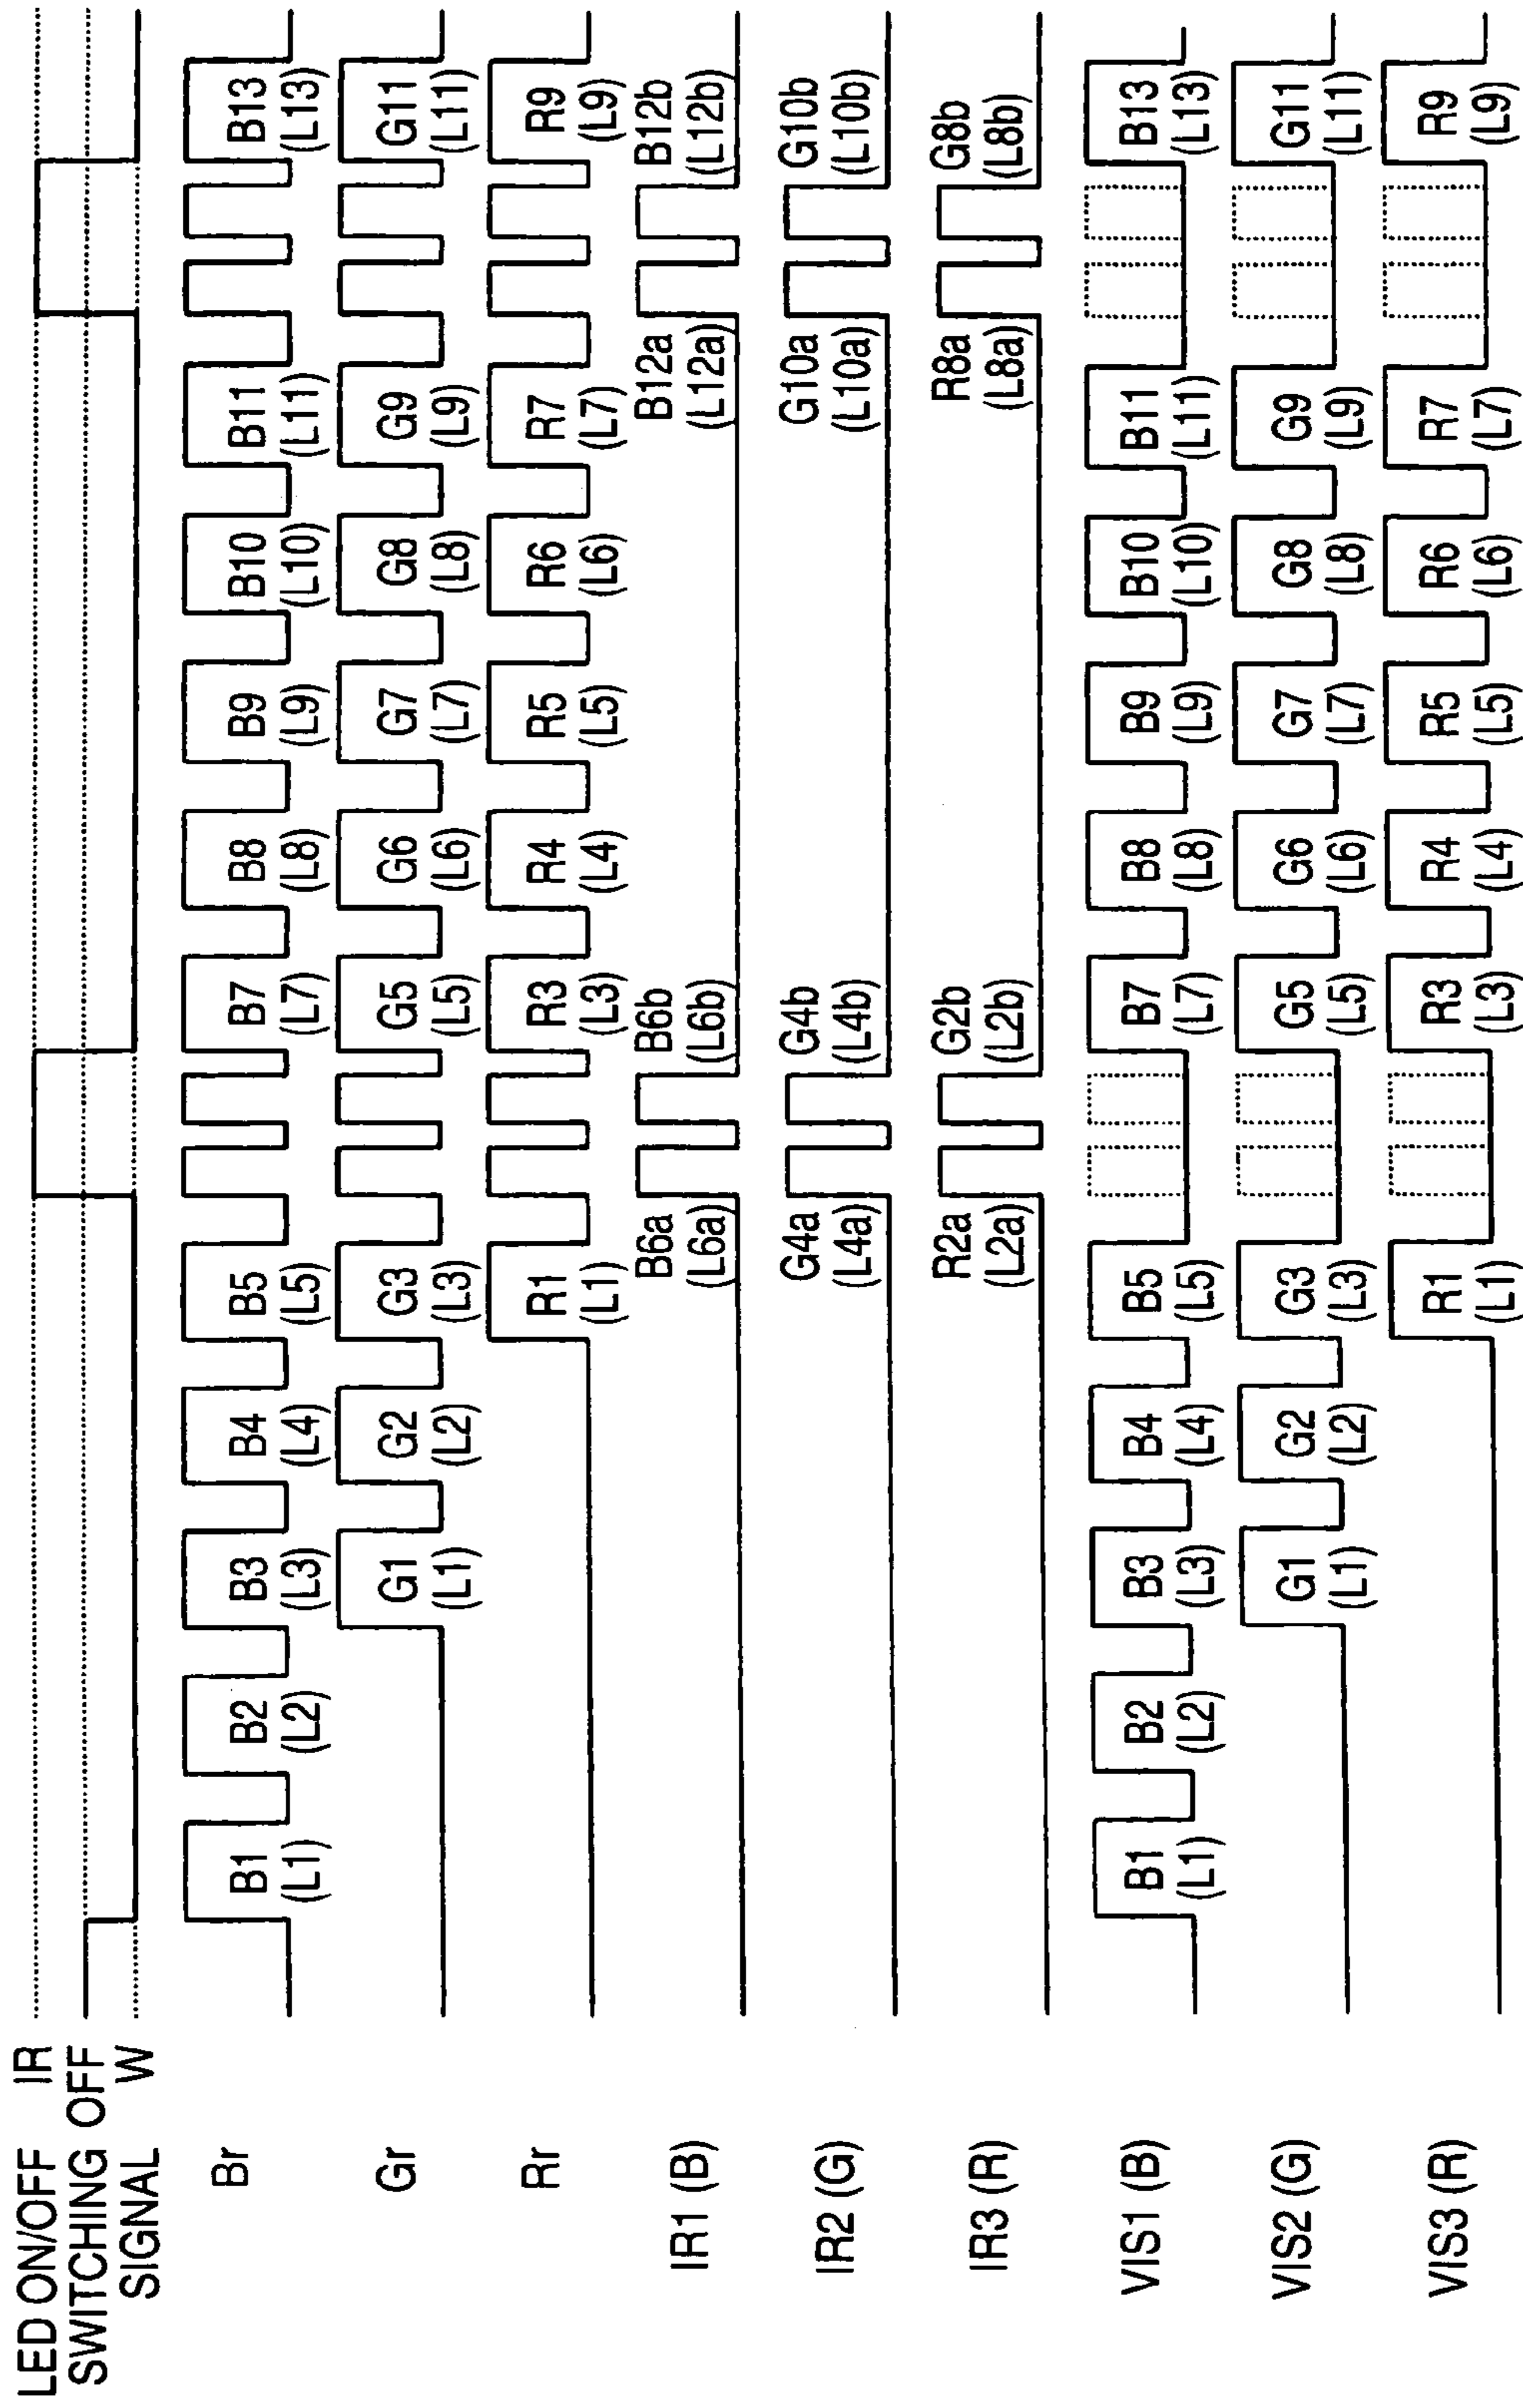 LED ON/OFF IR
SWITCHING OFF
SIGNAL W
Br
B1 B2 B3 B4 B5 B7 B8 B9 B10 B11 B13
(L1) (L2) (L3) (L4) (L5) (L7) (L8) (L9) (L10) (L11) (L13)
Gr
G1 G2 G3 G5 G6 G7 G8 G9 G11
(L1) (L2) (L3) (L5) (L6) (L7) (L8) (L9) (L11)
Rr
R1 R3 R4 R5 R6 R7 R9
(L1) (L3) (L4) (L5) (L6) (L7) (L9)
IR1 (B)
B6a B6b B12a B12b
(L6a) (L6b) (L12a) (L12b)
IR2 (G)
G4a G4b G10a G10b
(L4a) (L4b) (L10a) (L10b)
IR3 (R)
R2a G2b R8a G8b
(L2a) (L2b) (L8a) (L8b)
VIS1 (B)
B1 B2 B3 B4 B5 B7 B8 B9 B10 B11 B13
(L1) (L2) (L3) (L4) (L5) (L7) (L8) (L9) (L10) (L11) (L13)
VIS2 (G)
G1 G2 G3 G5 G6 G7 G8 G9 G11
(L1) (L2) (L3) (L5) (L6) (L7) (L8) (L9) (L11)
VIS3 (R)
R1 R3 R4 R5 R6 R7 R9
(L1) (L3) (L4) (L5) (L6) (L7) (L9)